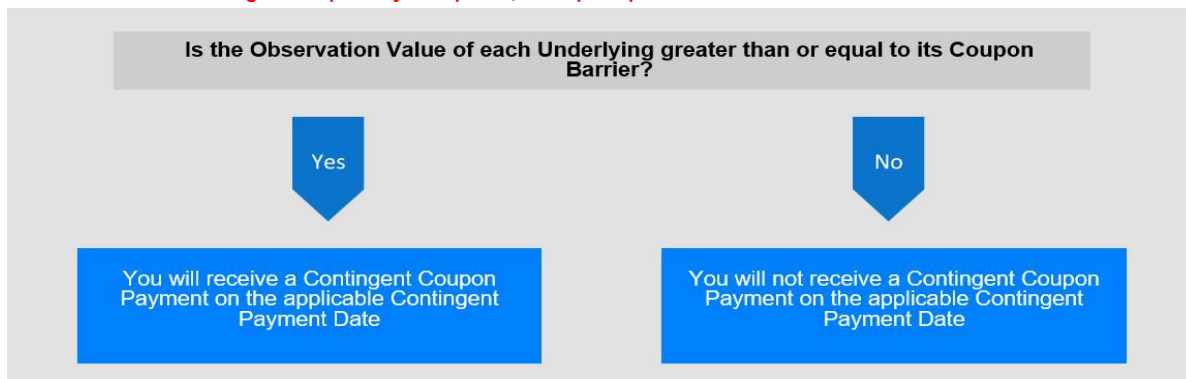 Is the Observation Value of each Underlying greater than or equal to its Coupon
Barrier?
Yes
No
You will receive a Contingent Coupon
Payment on the applicable Contingent
Payment Date
You will not receive a Contingent Coupon
Payment on the applicable Contingent
Payment Date